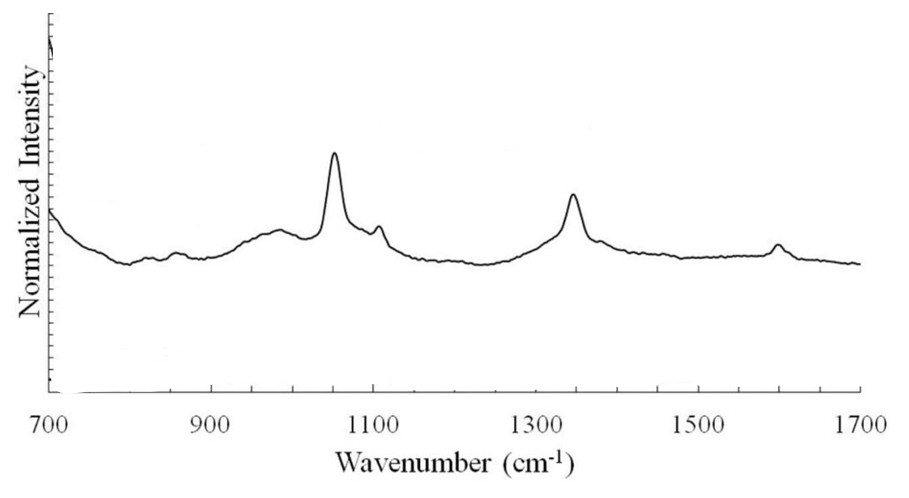 Normalized Intensity
700 900 1100 1300 1500 1700
Wavenumber (cm⁻¹)